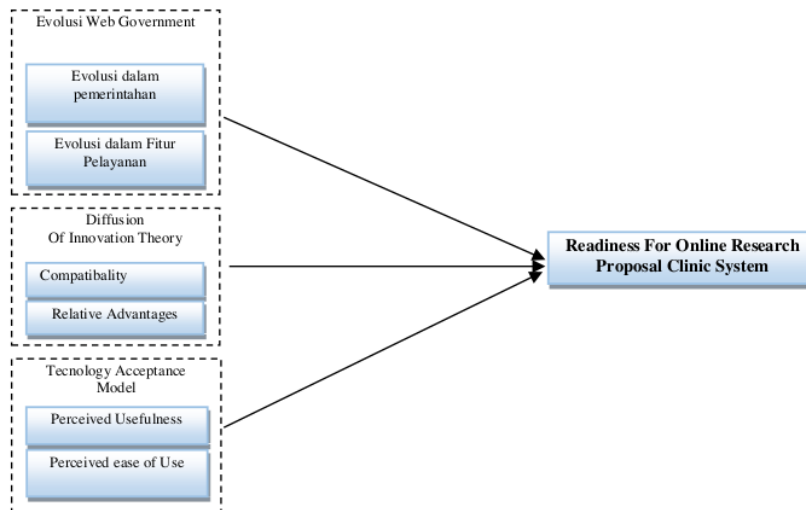 Evolusi Web Government
Evolusi dalam
pemerintahan
Evolusi dalam Fitur
Pelayanan
Diffusion
Of Innovation Theory
Compatibality
Relative Advantages
Tecnology Acceptance
Model
Perceived Usefulness
Perceived ease of Use
Readiness For Online Research
Proposal Clinic System